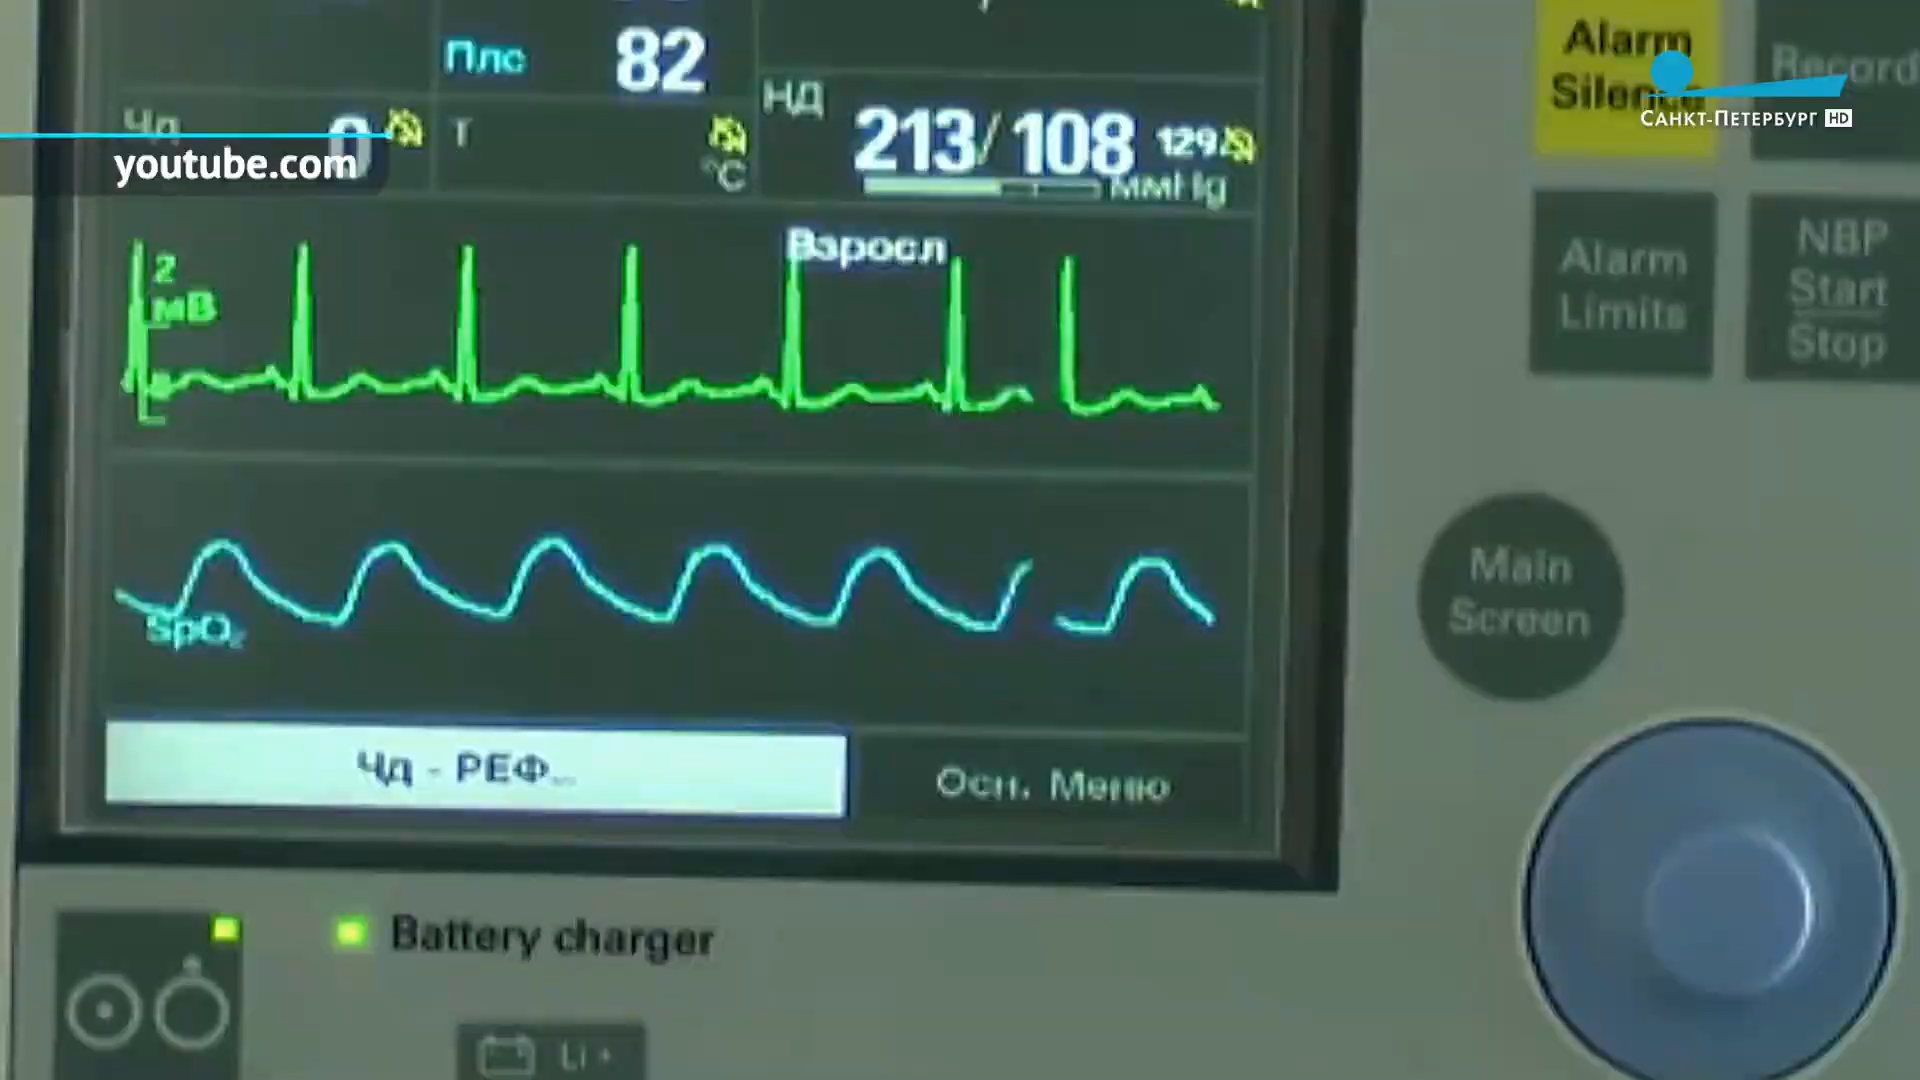 Плс 82
Alarm
Silence
Record
САНКТ-ПЕТЕРБУРГ HD
Чд 0
T
°C
НД
213/108 129
ммHg
youtube.com
Взросл
2
мВ
Alarm
Limits
NBP
Start
Stop
SpO₂
Main
Screen
Чд - РЕФ...
Осн. Меню
Battery charger
Li+